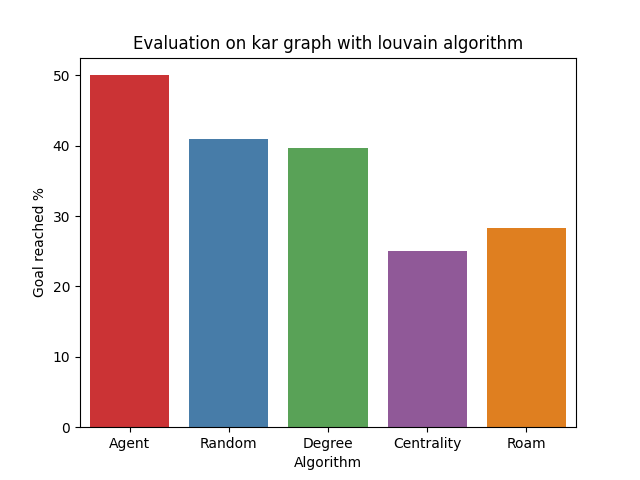 Evaluation on kar graph with louvain algorithm
50
40
30
20
10
0
Goal reached %
Agent Random Degree Centrality Roam
Algorithm